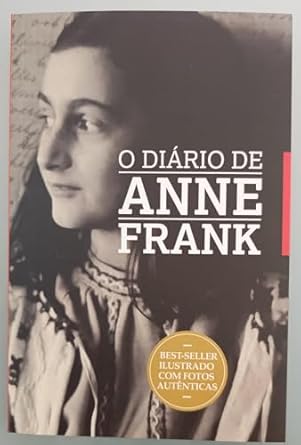 O DIÁRIO DE
ANNE
FRANK
BEST-SELLER
ILUSTRADO
COM FOTOS
AUTÊNTICAS